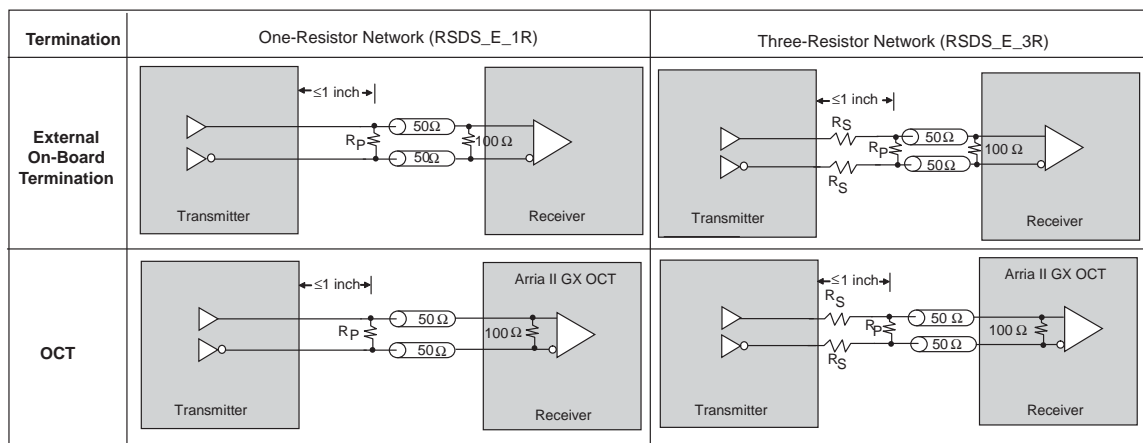 Termination
One-Resistor Network (RSDS_E_1R)
Three-Resistor Network (RSDS_E_3R)
External
On-Board
Termination
≤1 inch
50Ω
RP
100 Ω
50Ω
Transmitter
Receiver
≤1 inch
RS
50Ω
RP
100 Ω
50Ω
RS
Transmitter
Receiver
OCT
≤1 inch
Arria II GX OCT
50 Ω
RP
100 Ω
50 Ω
Transmitter
Receiver
≤1 inch
Arria II GX OCT
RS
50 Ω
RP
100 Ω
50 Ω
RS
Transmitter
Receiver